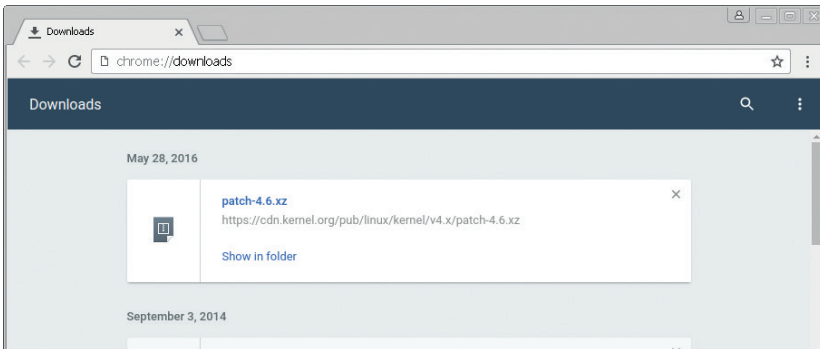 Downloads
chrome://downloads
Downloads
May 28, 2016
patch-4.6.xz
https://cdn.kernel.org/pub/linux/kernel/v4.x/patch-4.6.xz
Show in folder
September 3, 2014